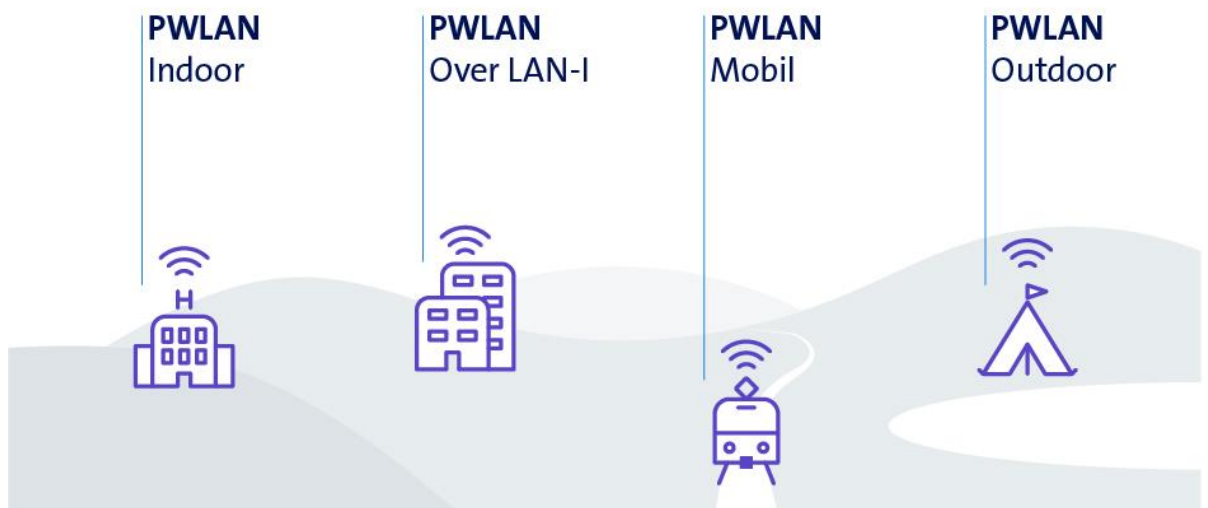 PWLAN
Indoor
PWLAN
Over LAN-I
PWLAN
Mobil
PWLAN
Outdoor
H